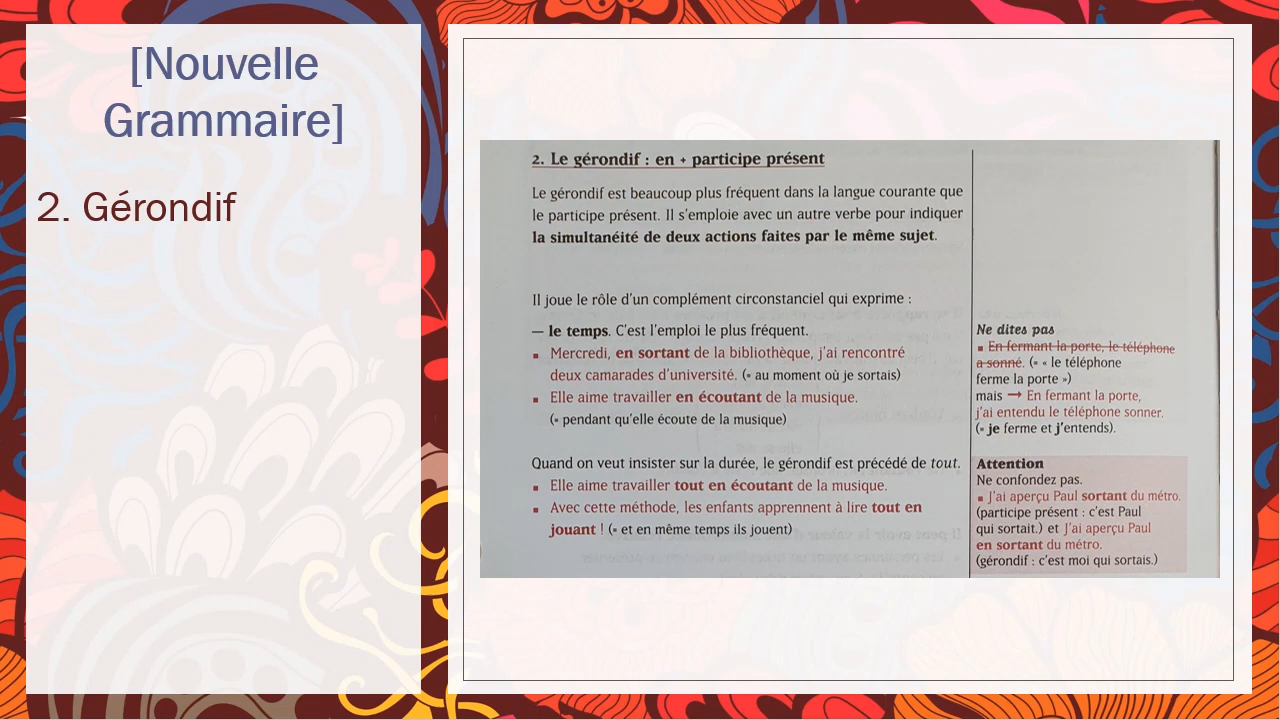 [Nouvelle
Grammaire]
2. Gérondif
2. Le gérondif : en + participe présent
Le gérondif est beaucoup plus fréquent dans la langue courante que
le participe présent. Il s'emploie avec un autre verbe pour indiquer
la simultanéité de deux actions faites par le même sujet.
Il joue le rôle d'un complément circonstanciel qui exprime :
— le temps. C'est l'emploi le plus fréquent.
▪ Mercredi, en sortant de la bibliothèque, j'ai rencontré
deux camarades d'université. (= au moment où je sortais)
▪ Elle aime travailler en écoutant de la musique.
(= pendant qu'elle écoute de la musique)
Quand on veut insister sur la durée, le gérondif est précédé de tout.
▪ Elle aime travailler tout en écoutant de la musique.
▪ Avec cette méthode, les enfants apprennent à lire tout en
jouant ! (= et en même temps ils jouent)
Ne dites pas
▪ En fermant la porte, le téléphone
a sonné. (= « le téléphone
ferme la porte »)
mais → En fermant la porte,
j'ai entendu le téléphone sonner.
(= je ferme et j'entends).
Attention
Ne confondez pas.
▪ J'ai aperçu Paul sortant du métro.
(participe présent : c'est Paul
qui sortait.) et J'ai aperçu Paul
en sortant du métro.
(gérondif : c'est moi qui sortais.)